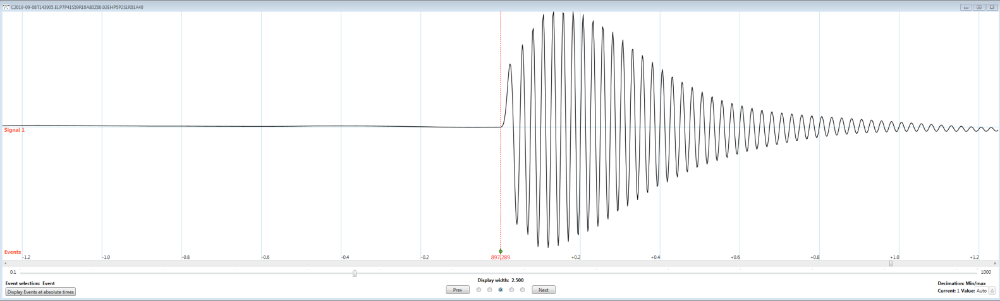 C2019-09-08T143905.ELP7P41S59R10A80Z60.02EHP5P2S1R01A40
Signal 1
Events
-1.2 -1.0 -0.8 -0.6 -0.4 -0.2 897,289 +0.2 +0.4 +0.6 +0.8 +1.0 +1.2
0.1 1000
Display width: 2.500
Event selection: Event
Display Events at absolute times
Prev Next
Decimation: Min/max
Current: 1 Value: Auto